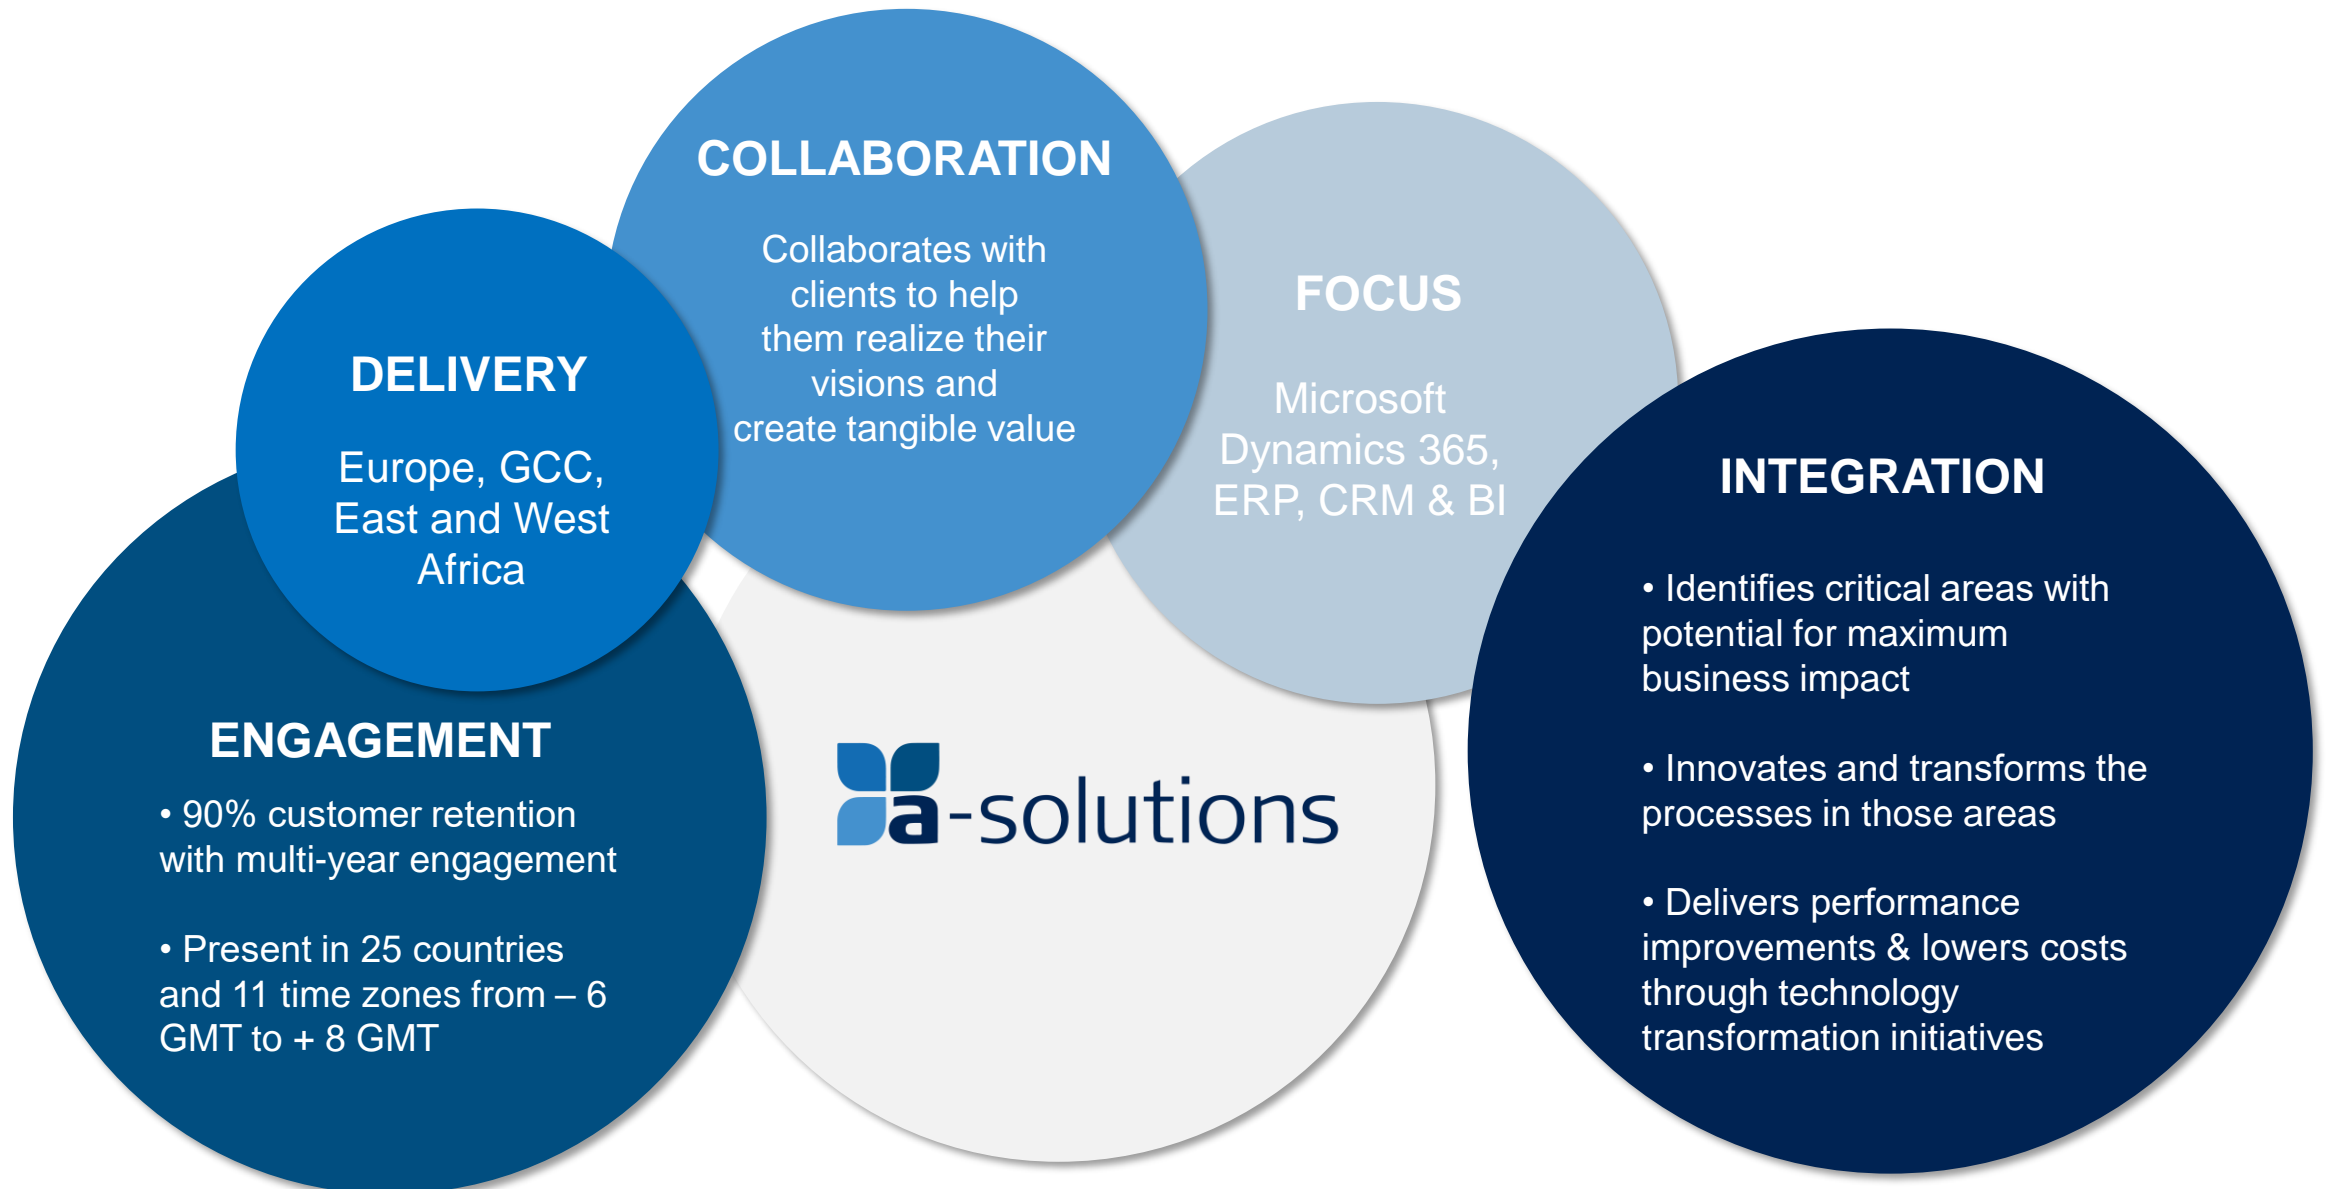 COLLABORATION
Collaborates with
clients to help
them realize their
visions and
create tangible value
FOCUS
Microsoft
Dynamics 365,
ERP, CRM & BI
DELIVERY
Europe, GCC,
East and West
Africa
INTEGRATION
• Identifies critical areas with
potential for maximum
business impact
• Innovates and transforms the
processes in those areas
• Delivers performance
improvements & lowers costs
through technology
transformation initiatives
ENGAGEMENT
• 90% customer retention
with multi-year engagement
• Present in 25 countries
and 11 time zones from – 6
GMT to + 8 GMT
a-solutions